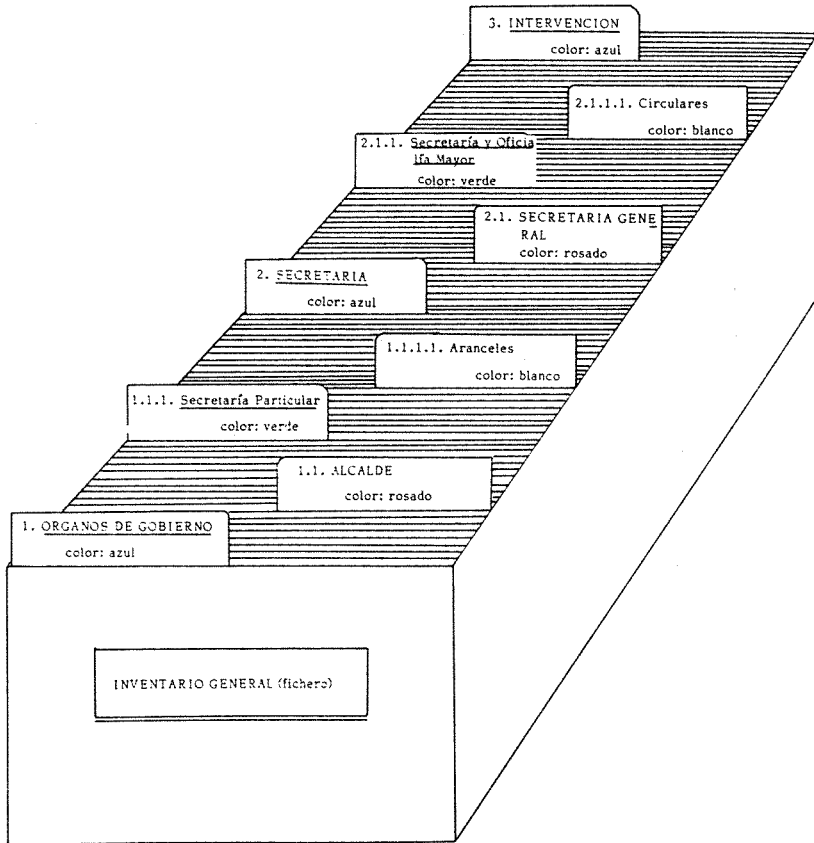 3. INTERVENCION
color: azul
2.1.1.1. Circulares
color: blanco
2.1.1. Secretaría y Oficia
lía Mayor
color: verde
2.1. SECRETARIA GENE
RAL
color: rosado
2. SECRETARIA
color: azul
1.1.1.1. Aranceles
color: blanco
1.1.1. Secretaría Particular
color: verde
1.1. ALCALDE
color: rosado
1. ORGANOS DE GOBIERNO
color: azul
INVENTARIO GENERAL (fichero)